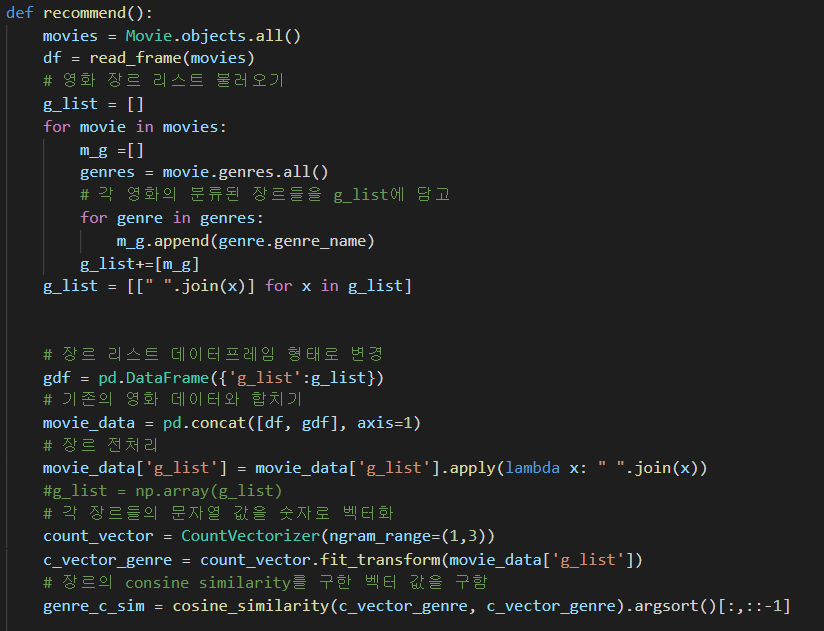 def recommend():
    movies = Movie.objects.all()
    df = read_frame(movies)
    # 영화 장르 리스트 불러오기
    g_list = []
    for movie in movies:
        m_g =[]
        genres = movie.genres.all()
        # 각 영화의 분류된 장르들을 g_list에 담고
        for genre in genres:
            m_g.append(genre.genre_name)
        g_list+=[m_g]
    g_list = [[" ".join(x)] for x in g_list]
    # 장르 리스트 데이터프레임 형태로 변경
    gdf = pd.DataFrame({'g_list':g_list})
    # 기존의 영화 데이터와 합치기
    movie_data = pd.concat([df, gdf], axis=1)
    # 장르 전처리
    movie_data['g_list'] = movie_data['g_list'].apply(lambda x: " ".join(x))
    #g_list = np.array(g_list)
    # 각 장르들의 문자열 값을 숫자로 벡터화
    count_vector = CountVectorizer(ngram_range=(1,3))
    c_vector_genre = count_vector.fit_transform(movie_data['g_list'])
    # 장르의 consine similarity를 구한 벡터 값을 구함
    genre_c_sim = cosine_similarity(c_vector_genre, c_vector_genre).argsort()[:,::-1]